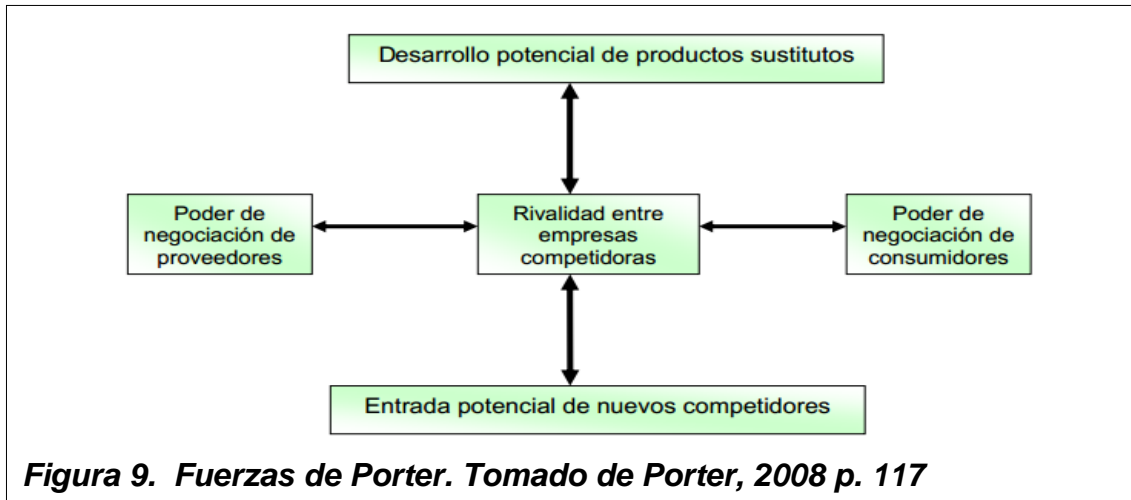 Desarrollo potencial de productos sustitutos
Poder de
negociación de
proveedores
Rivalidad entre
empresas
competidoras
Poder de
negociación de
consumidores
Entrada potencial de nuevos competidores
Figura 9. Fuerzas de Porter. Tomado de Porter, 2008 p. 117